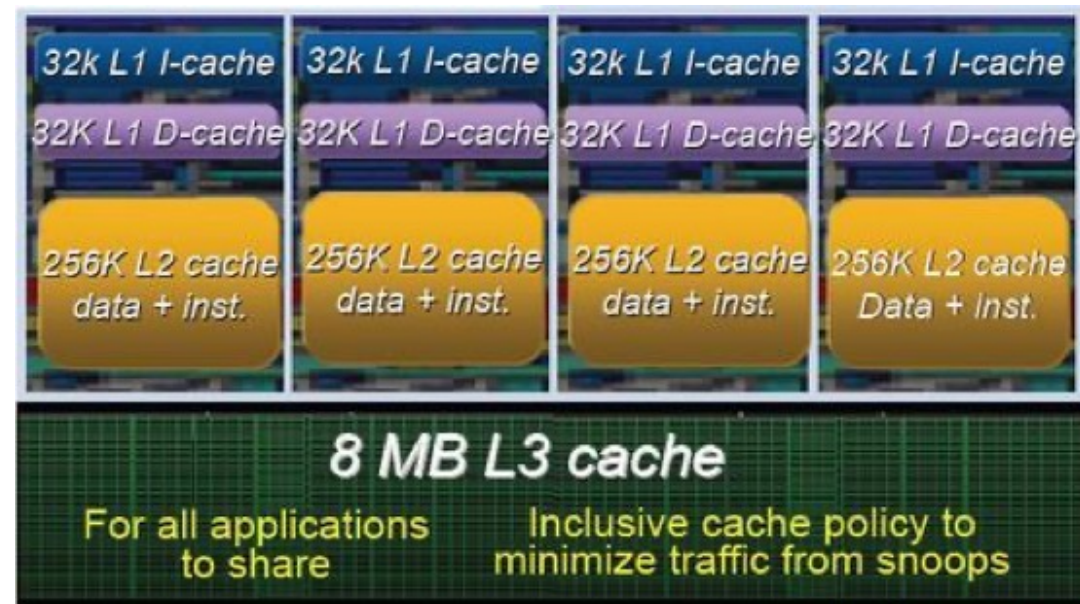 32k L1 I-cache
32K L1 D-cache
256K L2 cache
data + inst.
32k L1 I-cache
32K L1 D-cache
256K L2 cache
data + inst.
32k L1 I-cache
32K L1 D-cache
256K L2 cache
data + inst.
32k L1 I-cache
32K L1 D-cache
256K L2 cache
Data + inst.
8 MB L3 cache
For all applications
to share
Inclusive cache policy to
minimize traffic from snoops